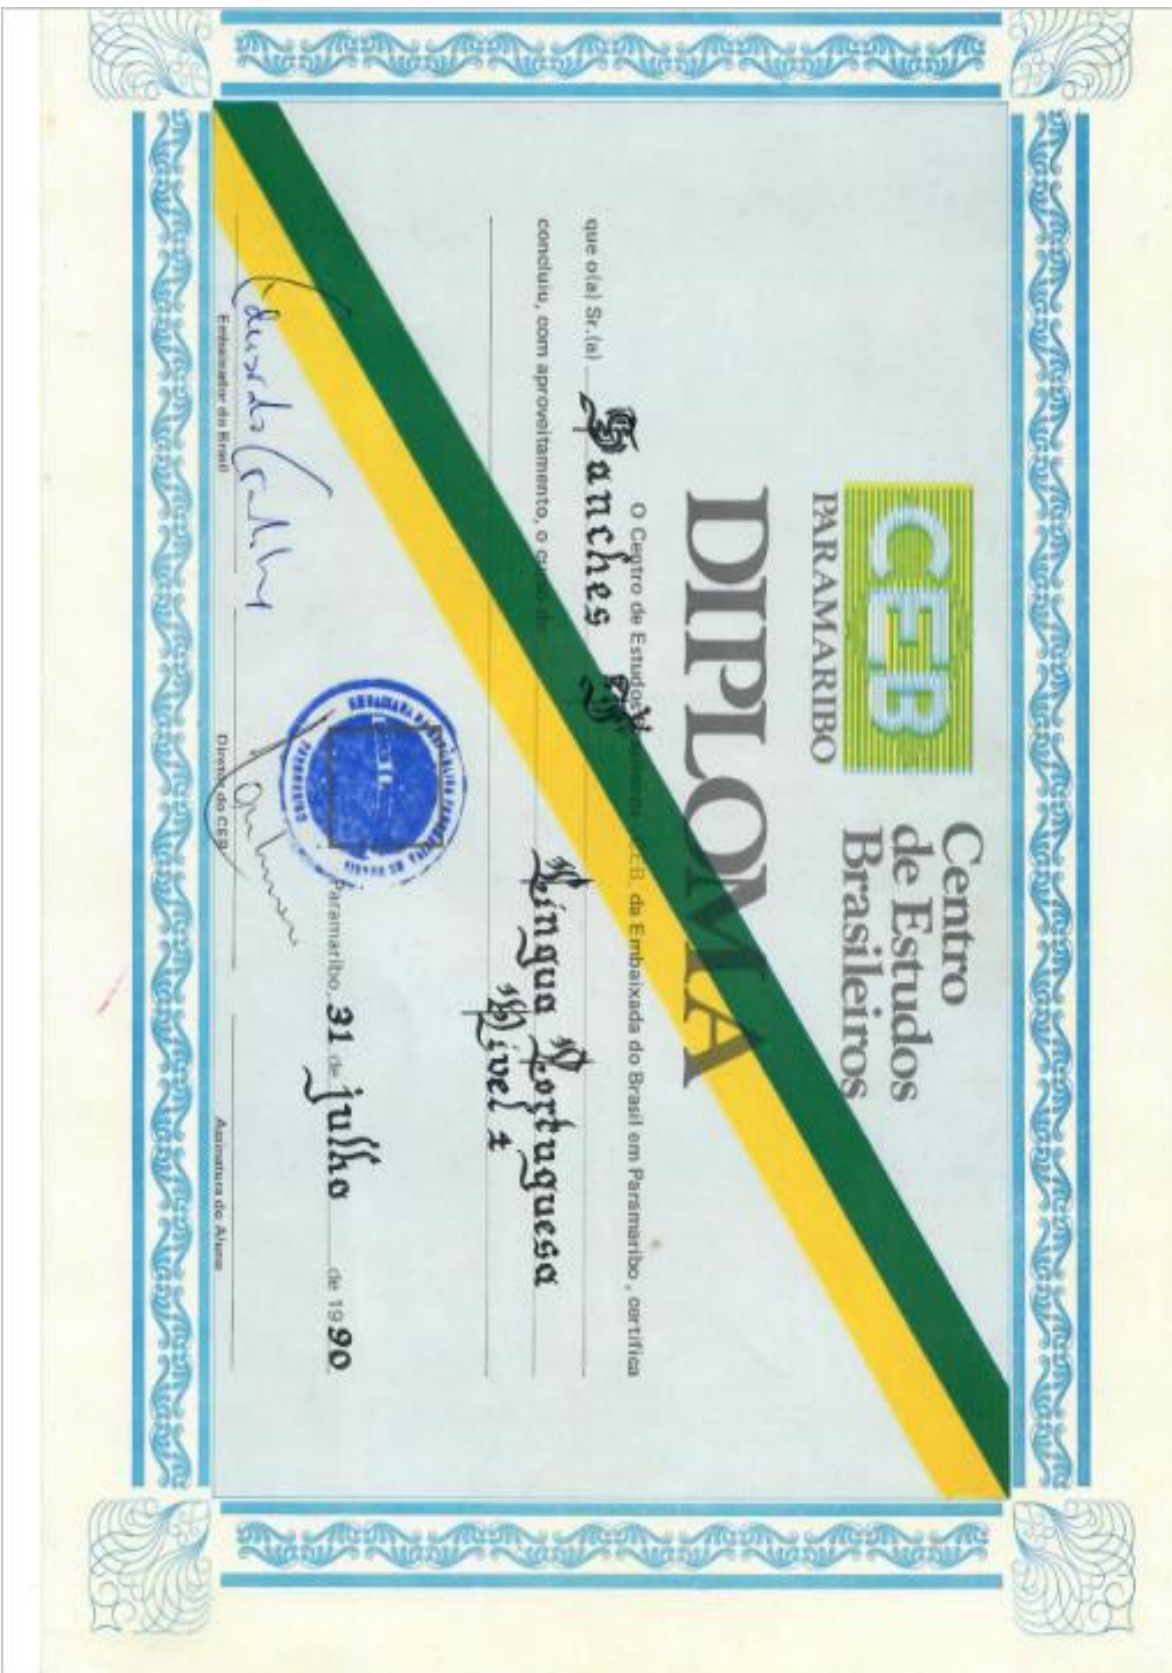 CEB
PARAMARIBO
Centro
de Estudos
Brasileiros
DIPLOMA
O Centro de Estudos CEB, da Embaixada do Brasil em Paramaribo, certifica
que o(a) Sr.(a) Sanches
concluiu, com aproveitamento, o curso de Língua Portuguesa
Nível 1
Paramaribo, 31 de julho de 1990
Embaixador do Brasil
Diretor do CEB
Assinatura do Aluno